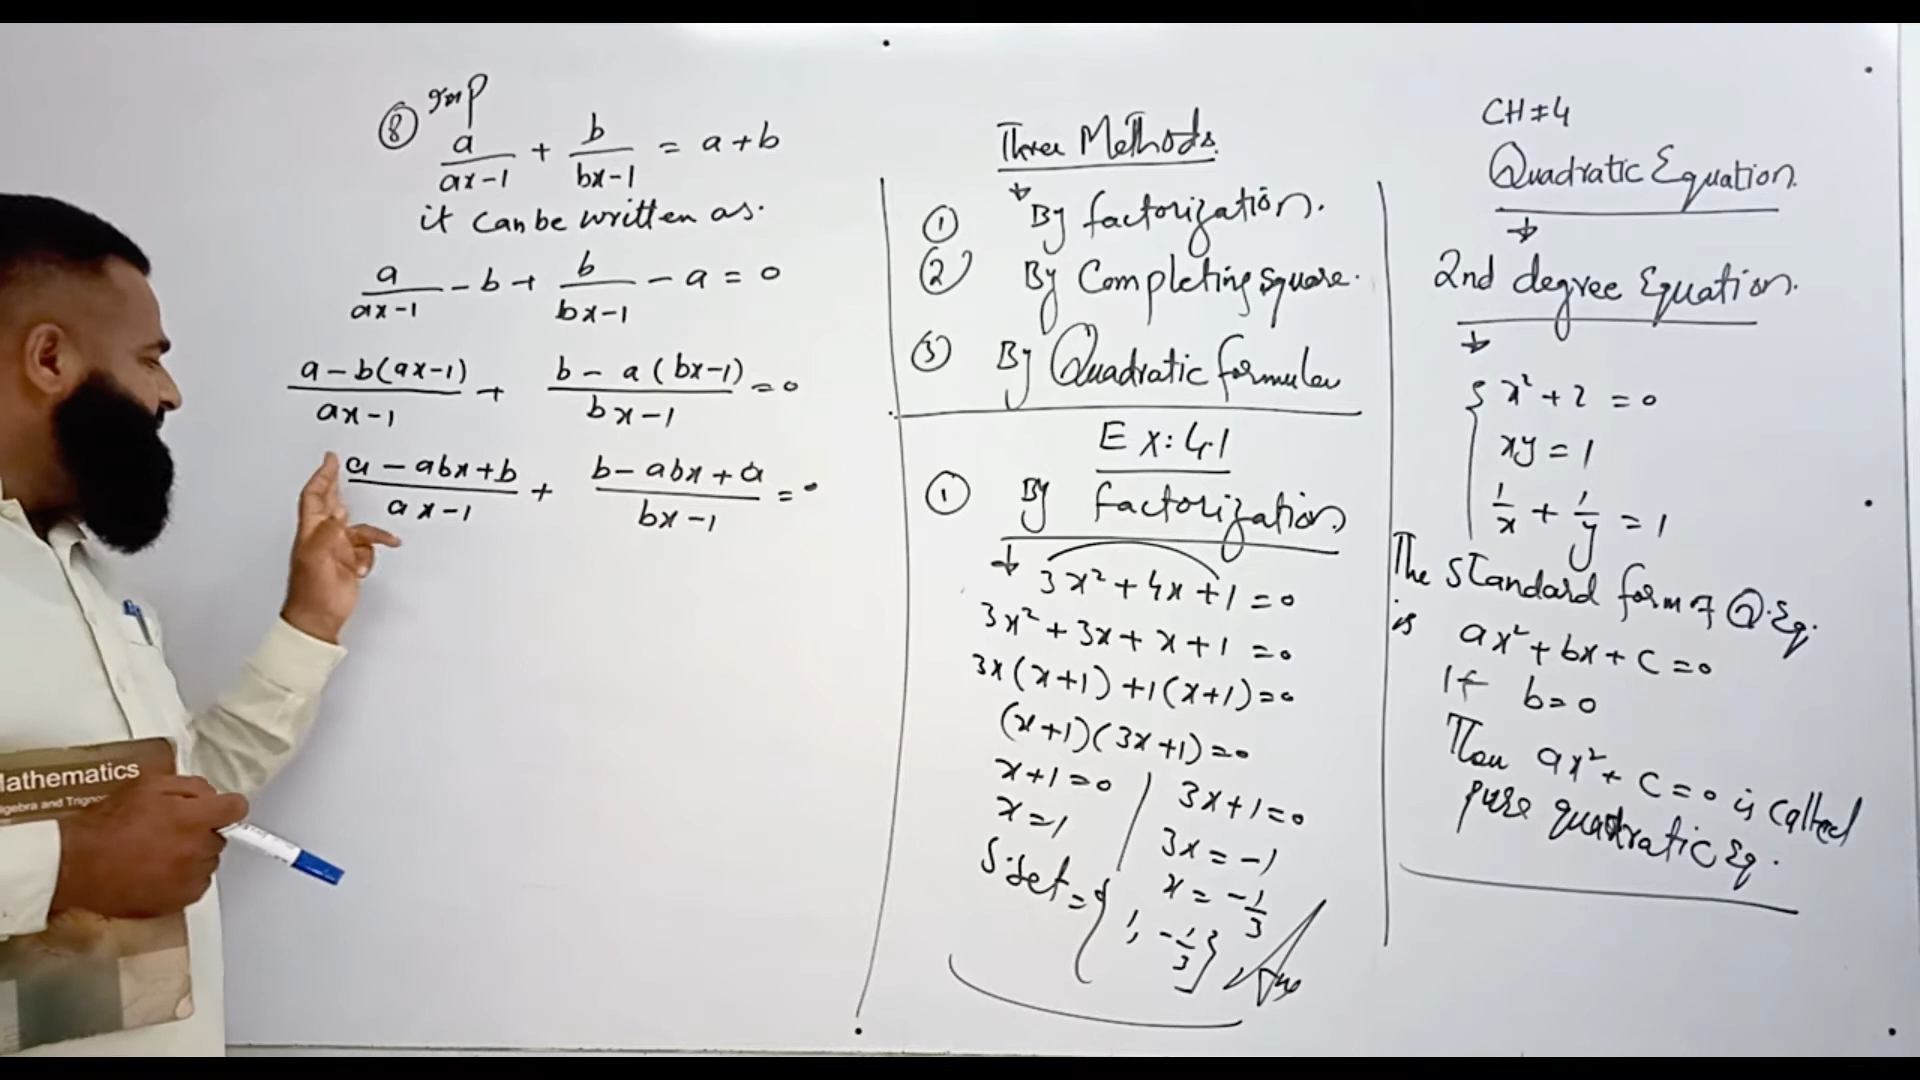 ⑧ Imp
a/(ax-1) + b/(bx-1) = a+b
it can be written as.
a/(ax-1) - b + b/(bx-1) - a = 0
(a-b(ax-1))/(ax-1) + (b-a(bx-1))/(bx-1) = 0
(a-abx+b)/(ax-1) + (b-abx+a)/(bx-1) = 0
Mathematics
Algebra and
Three Methods.
① By factorization.
② By Completing square.
③ By Quadratic formula
Ex: 4.1
① By factorization
3x²+4x+1=0
3x²+3x+x+1=0
3x(x+1)+1(x+1)=0
(x+1)(3x+1)=0
x+1=0 | 3x+1=0
x=1 | 3x=-1
x=-1/3
S.Set={1, -1/3}
CH#4
Quadratic Equation.
2nd degree Equation.
x²+2=0
xy=1
1/x + 1/y = 1
The standard form of Q.Eq.
is ax²+bx+c=0
If b=0
Then ax²+c=0 is called
pure quadratic Eq.